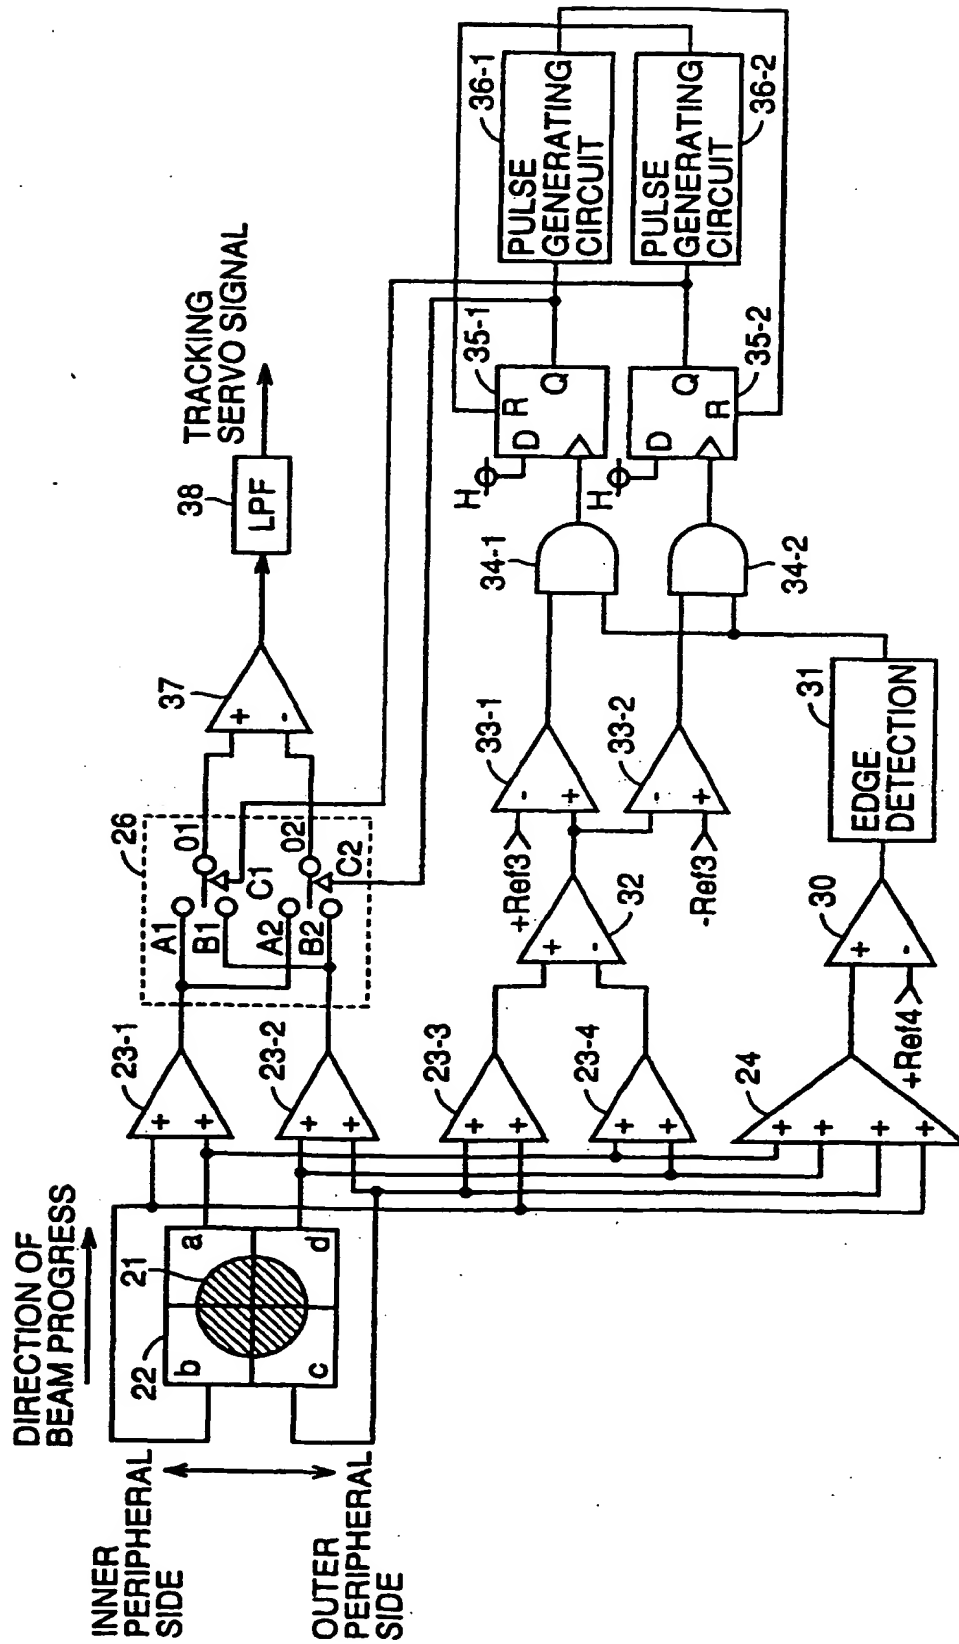 DIRECTION OF
BEAM PROGRESS
INNER
PERIPHERAL
SIDE
OUTER
PERIPHERAL
SIDE
22
21
b
a
c
d
23-1
+
+
23-2
+
+
23-3
+
+
23-4
+
+
24
+
+
+
+
26
A1
B1
C1
01
A2
B2
C2
02
37
+
-
38
LPF
TRACKING
SERVO SIGNAL
32
+
-
+Ref3
33-1
-
+
33-2
-
+
-Ref3
30
+
-
+Ref4
31
EDGE
DETECTION
34-1
34-2
H
D
R
Q
35-1
H
D
R
Q
35-2
36-1
PULSE
GENERATING
CIRCUIT
PULSE
GENERATING
CIRCUIT
36-2